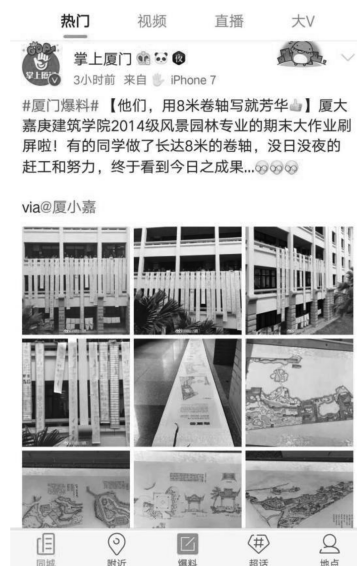 热门 视频 直播 大V
掌上厦门
3小时前 来自 iPhone 7
#厦门爆料#【他们，用8米卷轴写就芳华👍】厦大
嘉庚建筑学院2014级风景园林专业的期末大作业刷
屏啦！有的同学做了长达8米的卷轴，没日没夜的
赶工和努力，终于看到今日之成果...
via@厦小嘉
同城 附近 爆料 超话 地点